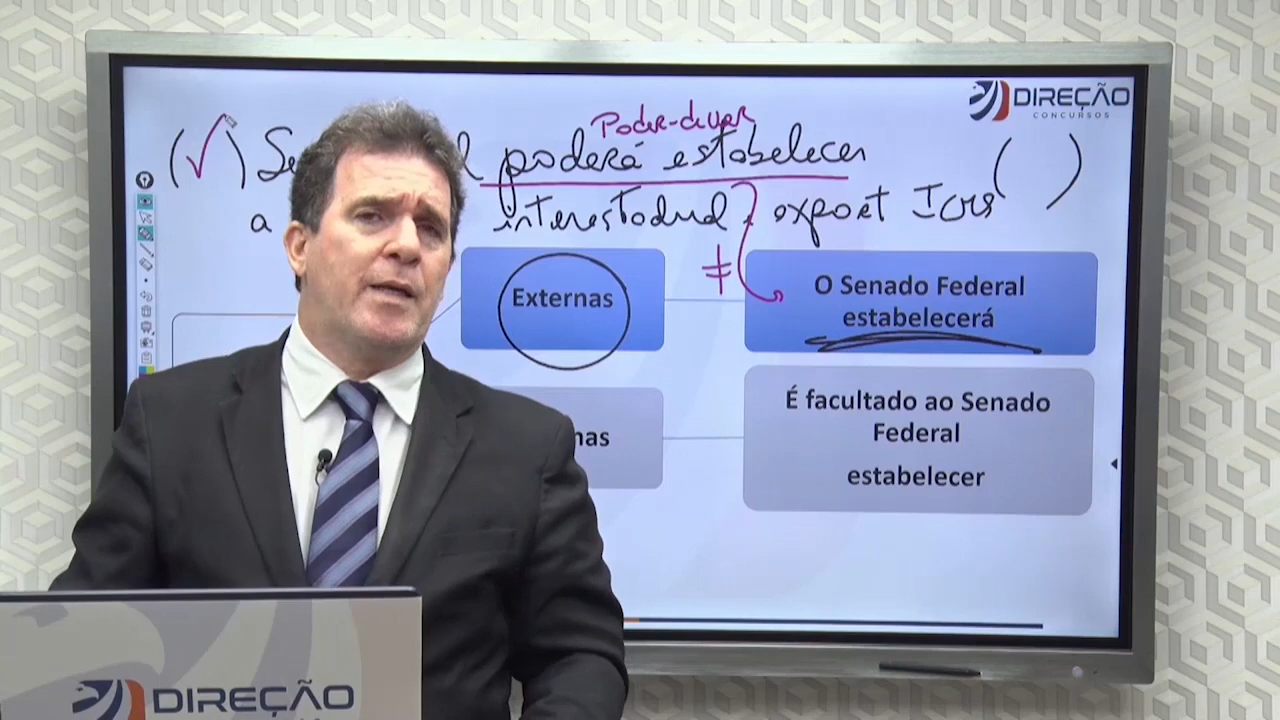 DIREÇÃO
CONCURSOS
Poder-dever
(✓) Se l poderá estabelecer ( )
a interestadual, export Icms
Externas
≠
O Senado Federal
estabelecerá
nas
É facultado ao Senado
Federal
estabelecer
DIREÇÃO